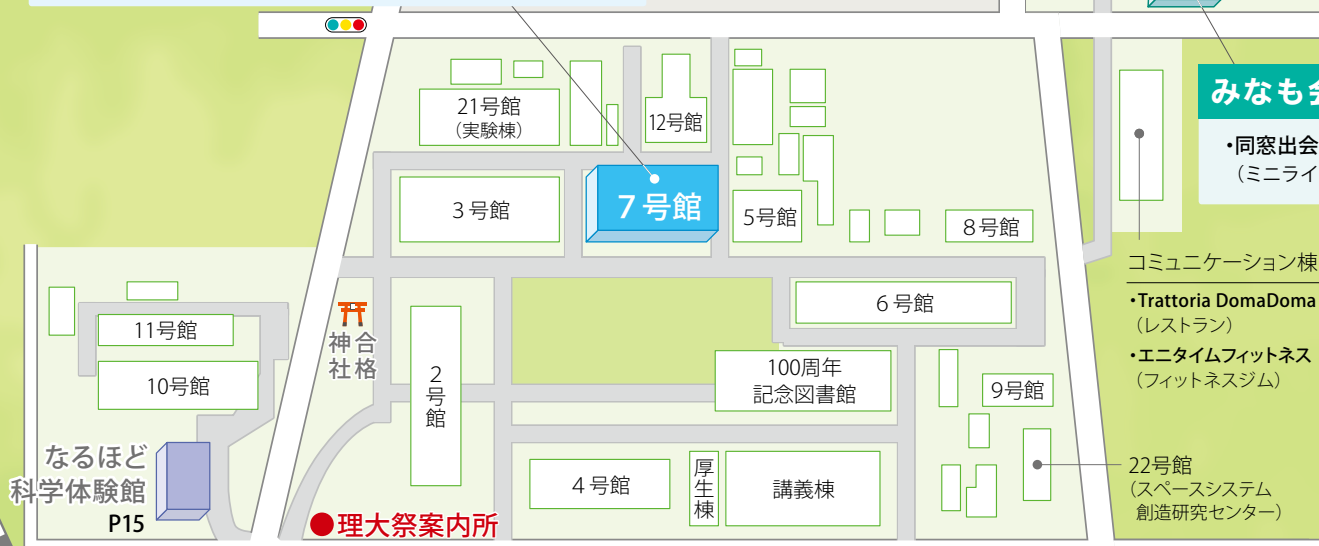 21号館
（実験棟）
12号館
みなも会
・同窓出会
（ミニライ
3号館
7号館
5号館
8号館
コミュニケーション棟
・Trattoria DomaDoma
（レストラン）
・エニタイムフィットネス
（フィットネスジム）
6号館
11号館
合格
神社
10号館
2号館
100周年
記念図書館
9号館
なるほど
科学体験館
P15
4号館
厚生棟
講義棟
22号館
（スペースシステム
創造研究センター）
●理大祭案内所